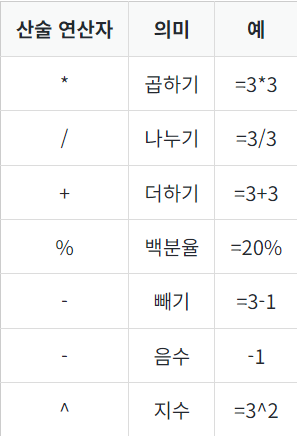 산술 연산자 의미 예
* 곱하기 =3*3
/ 나누기 =3/3
+ 더하기 =3+3
% 백분율 =20%
- 빼기 =3-1
- 음수 -1
^ 지수 =3^2